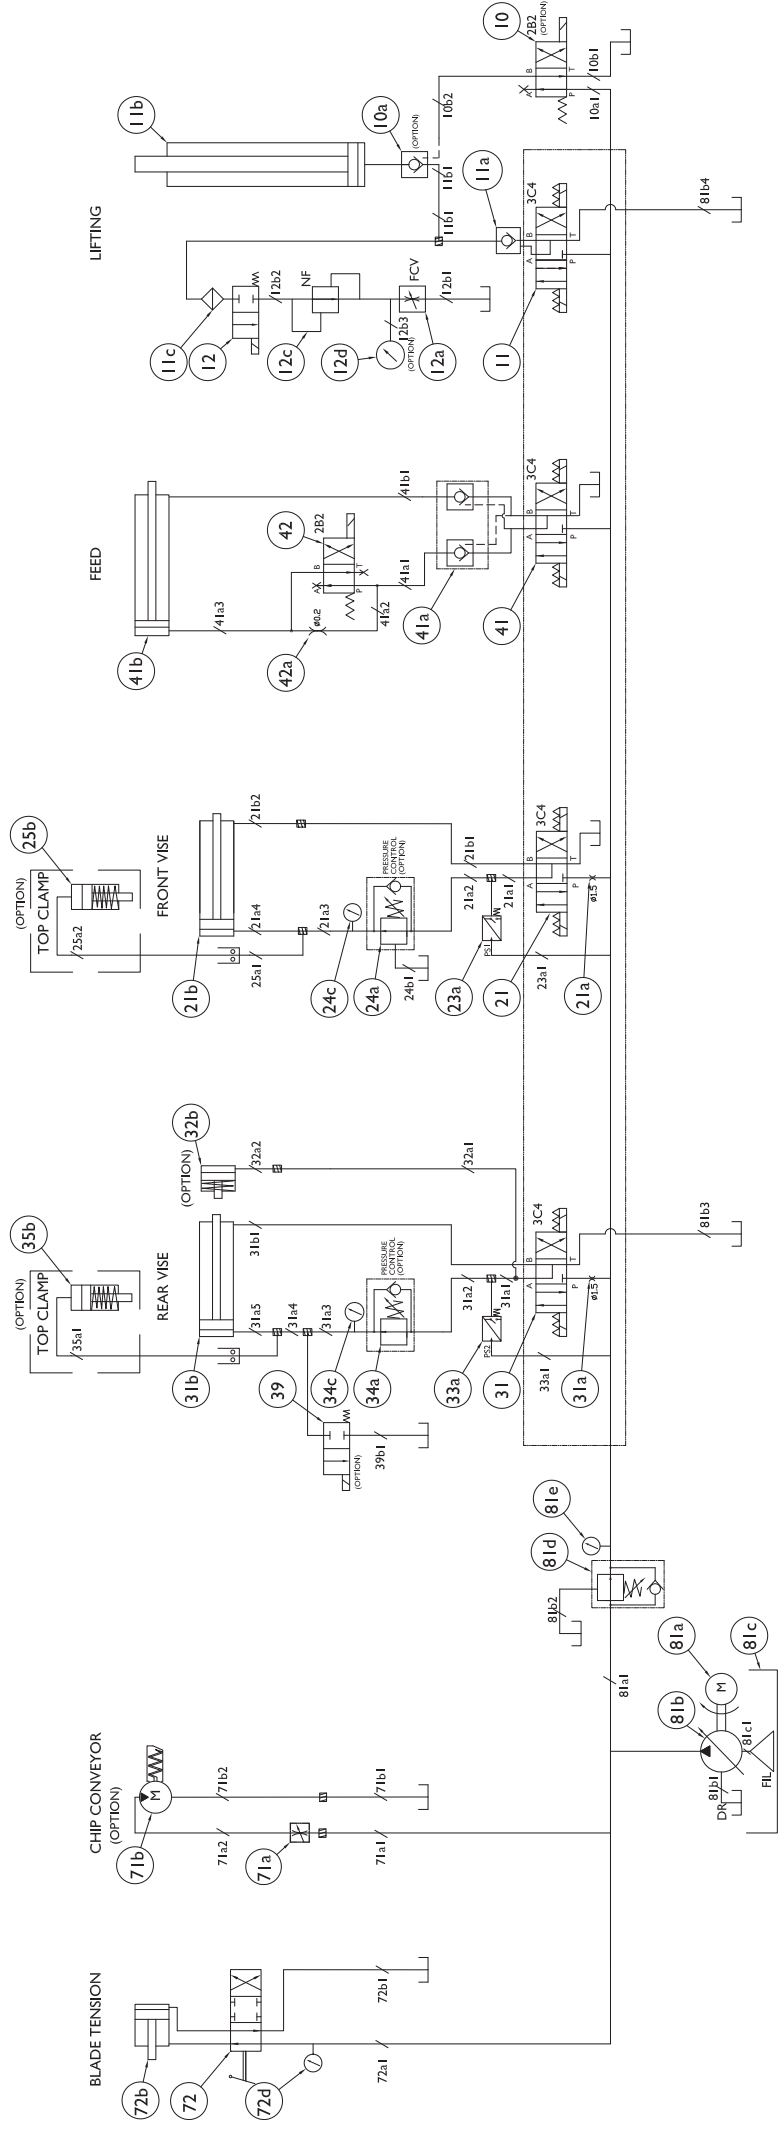 BLADE TENSION
72b
72
72d
72b1
72a1
CHIP CONVEYOR
(OPTION)
71b
M
71b2
71a2
71a
71b1
71a1
81a1
81b
81a
M
81c
81b1
DR
81c1
FIL
81b2
81d
81e
(OPTION)
TOP CLAMP
35b
35a1
REAR VISE
(OPTION)
32b
31b
31a5
31b1
32a2
31a4
39
31a3
34c
(OPTION)
39b1
34a
PRESSURE
CONTROL
(OPTION)
33a
PS2
31a2
32a1
31a1
31
3C4
A
B
P
T
33a1
31a
ø1.5
81b3
(OPTION)
TOP CLAMP
25b
25a2
FRONT VISE
21b
25a1
21a4
21b2
21a3
24c
24a
24b1
PRESSURE
CONTROL
(OPTION)
23a
PS1
21a2
21b1
21a1
21
3C4
A
B
P
T
23a1
21a
ø1.5
FEED
41b
41a3
42a
ø0.2
42
2B2
A
B
P
T
41a2
41a1
41b1
41a
41
3C4
A
B
P
T
LIFTING
11b
11c
12
12b2
12c
NF
12d
(OPTION)
12b3
12a
FCV
12b1
10a
(OPTION)
11b1
11b1
10b2
11a
11
3C4
A
B
P
T
81b4
10
2B2
(OPTION)
A
B
P
T
10a1
10b1